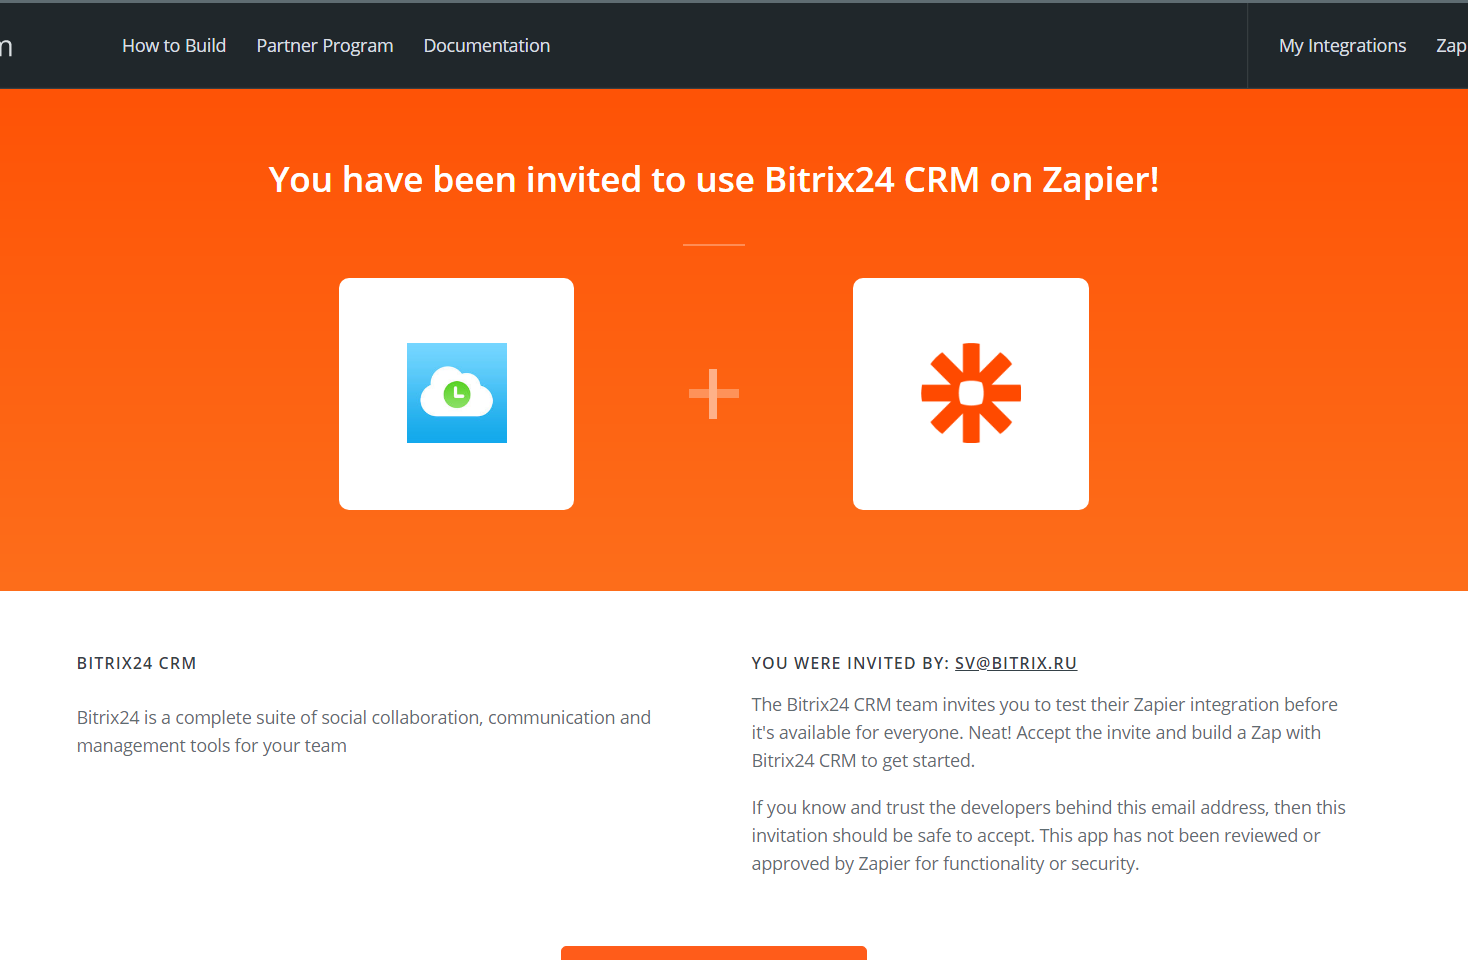 How to Build Partner Program Documentation My Integrations Zap
You have been invited to use Bitrix24 CRM on Zapier!
BITRIX24 CRM
Bitrix24 is a complete suite of social collaboration, communication and
management tools for your team
YOU WERE INVITED BY: SV@BITRIX.RU
The Bitrix24 CRM team invites you to test their Zapier integration before
it's available for everyone. Neat! Accept the invite and build a Zap with
Bitrix24 CRM to get started.
If you know and trust the developers behind this email address, then this
invitation should be safe to accept. This app has not been reviewed or
approved by Zapier for functionality or security.